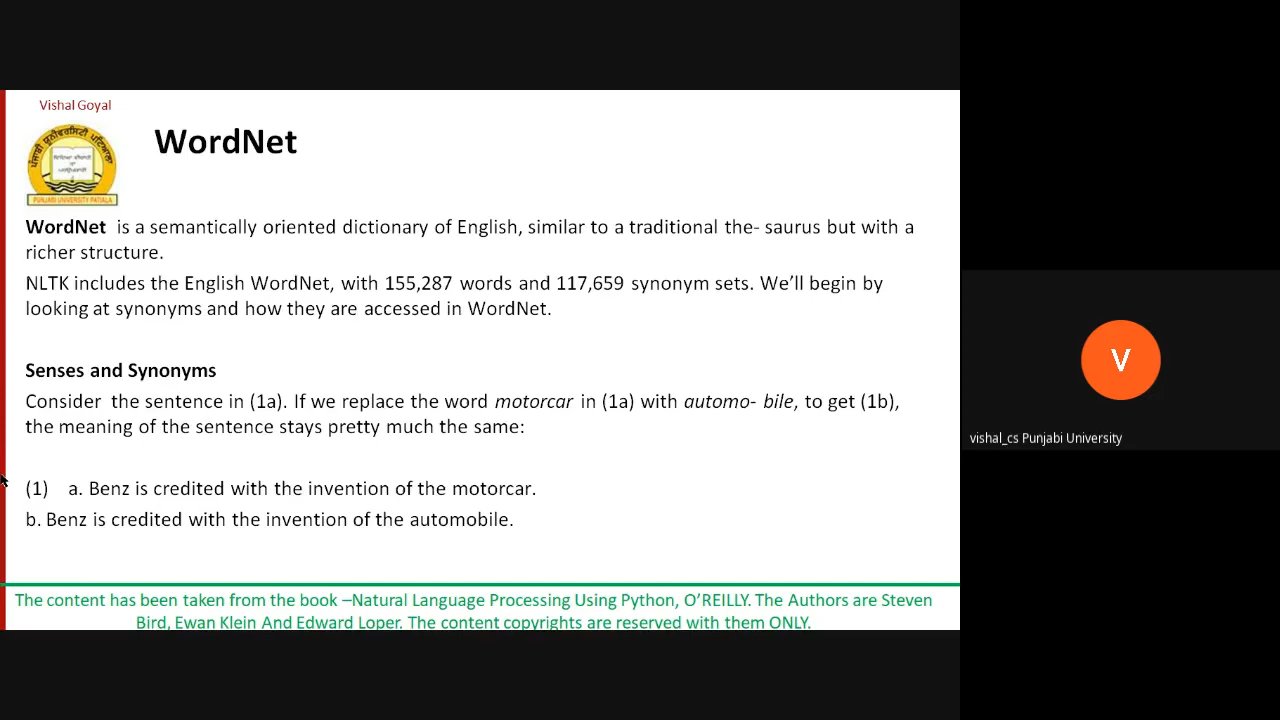 Vishal Goyal
WordNet
ਪੰਜਾਬੀ ਯੂਨੀਵਰਸਿਟੀ ਪਟਿਆਲਾ
PUNJABI UNIVERSITY PATIALA
WordNet is a semantically oriented dictionary of English, similar to a traditional the- saurus but with a
richer structure.
NLTK includes the English WordNet, with 155,287 words and 117,659 synonym sets. We’ll begin by
looking at synonyms and how they are accessed in WordNet.
Senses and Synonyms
Consider the sentence in (1a). If we replace the word motorcar in (1a) with automo- bile, to get (1b),
the meaning of the sentence stays pretty much the same:
(1) a. Benz is credited with the invention of the motorcar.
b. Benz is credited with the invention of the automobile.
The content has been taken from the book –Natural Language Processing Using Python, O’REILLY. The Authors are Steven
Bird, Ewan Klein And Edward Loper. The content copyrights are reserved with them ONLY.
V
vishal_cs Punjabi University